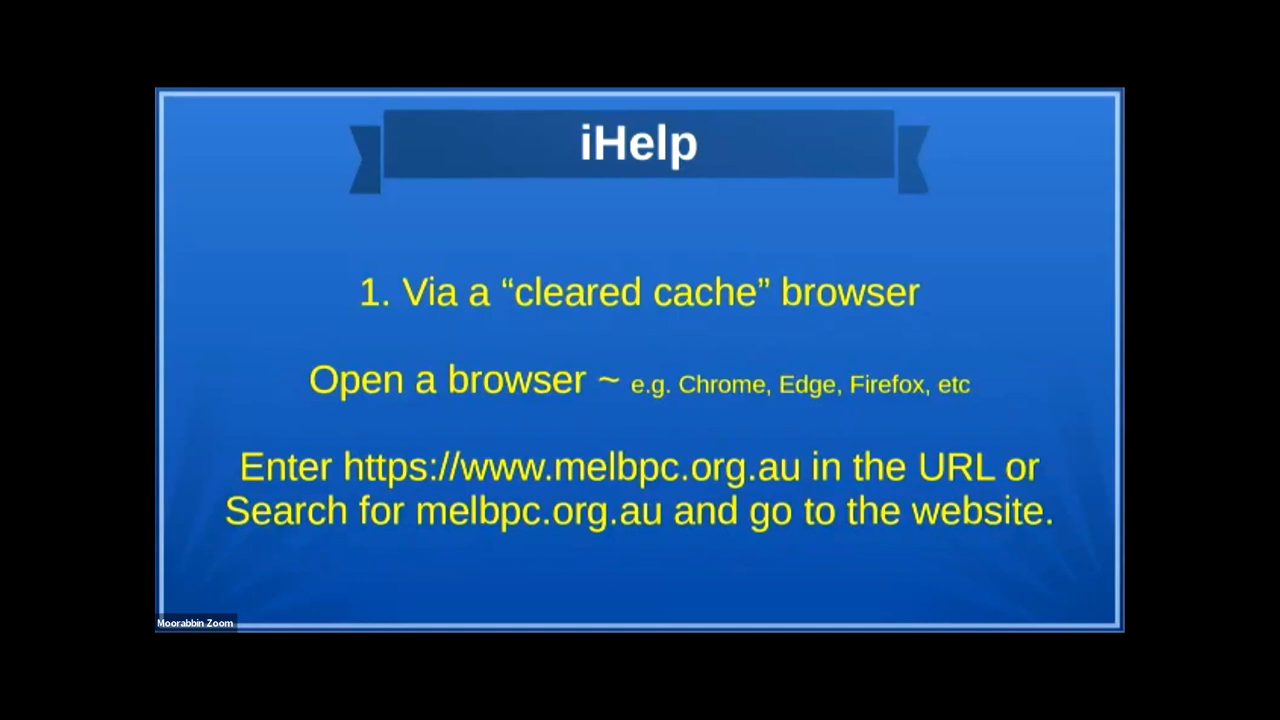 iHelp
1. Via a “cleared cache” browser
Open a browser ~ e.g. Chrome, Edge, Firefox, etc
Enter https://www.melbpc.org.au in the URL or
Search for melbpc.org.au and go to the website.
Moorabbin Zoom